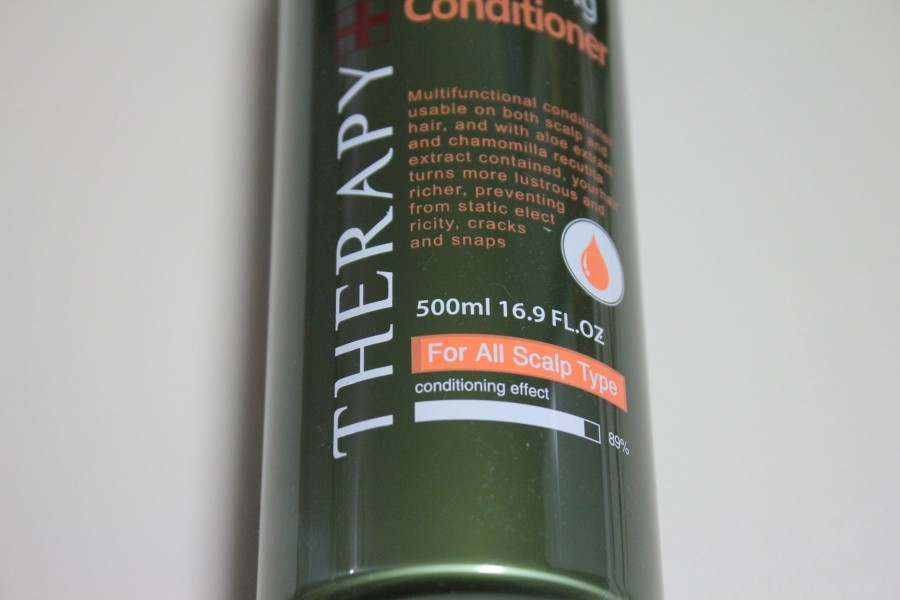 Conditioner
Multifunctional conditioner
usable on both scalp and
hair, and with aloe extract
and chamomilla recutita
extract contained, your hair
turns more lustrous and
richer, preventing
from static elect
ricity, cracks
and snaps
THERAPY
500ml 16.9 FL.OZ
For All Scalp Type
conditioning effect
89%